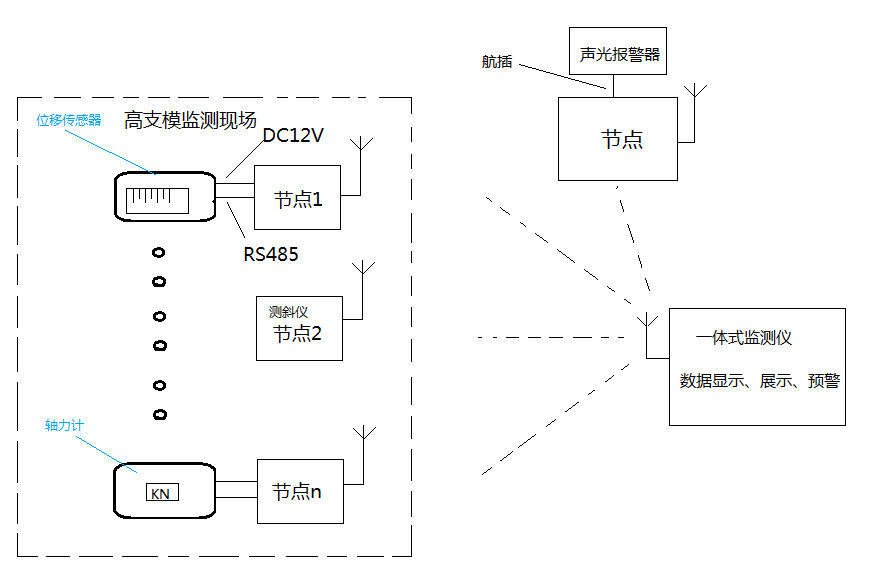 声光报警器
航插
节点
高支模监测现场
位移传感器
DC12V
节点1
RS485
测斜仪
节点2
一体式监测仪
数据显示、展示、预警
轴力计
KN
节点n